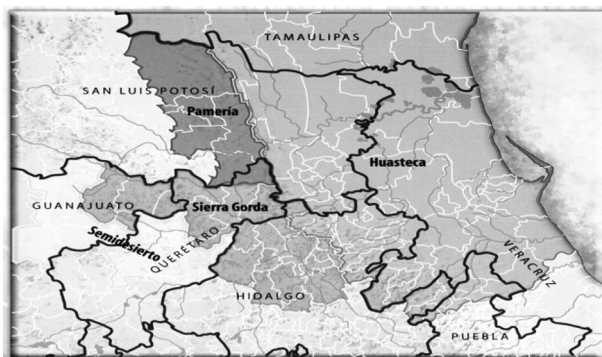 TAMAULIPAS
SAN LUIS POTOSÍ
Pamería
Huasteca
GUANAJUATO
Sierra Gorda
Semidesierto
QUERÉTARO
VERACRUZ
HIDALGO
PUEBLA